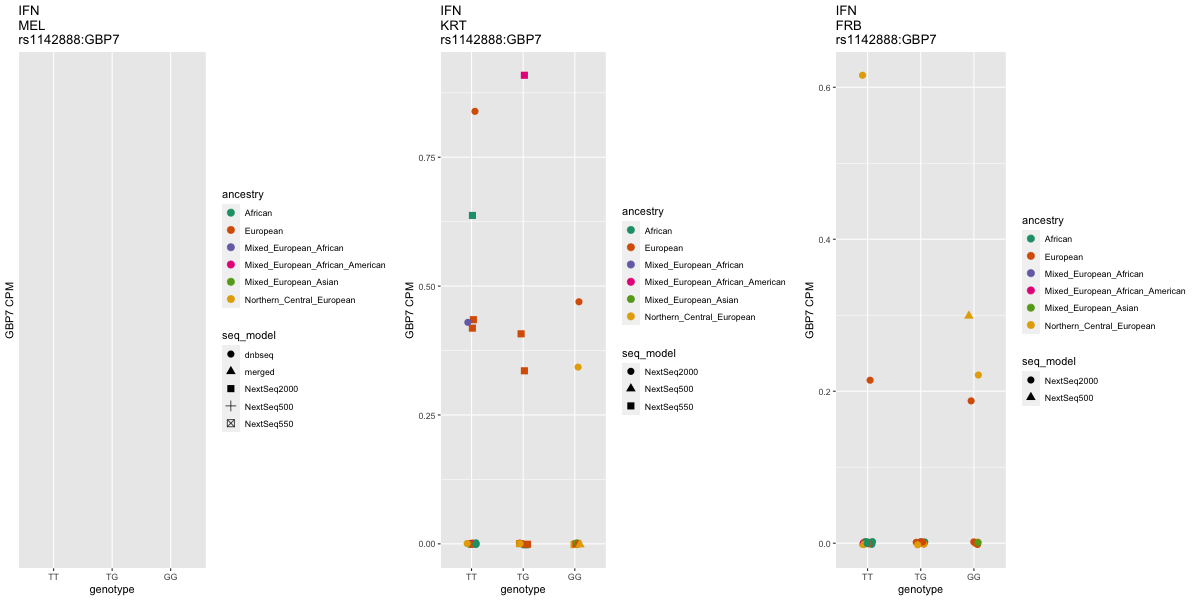 IFN
MEL
rs1142888:GBP7
GBP7 CPM
TT
TG
GG
genotype
ancestry
African
European
Mixed_European_African
Mixed_European_African_American
Mixed_European_Asian
Northern_Central_European
seq_model
dnbseq
merged
NextSeq2000
NextSeq500
NextSeq550
IFN
KRT
rs1142888:GBP7
GBP7 CPM
0.75
0.50
0.25
0.00
TT
TG
GG
genotype
ancestry
African
European
Mixed_European_African
Mixed_European_African_American
Mixed_European_Asian
Northern_Central_European
seq_model
NextSeq2000
NextSeq500
NextSeq550
IFN
FRB
rs1142888:GBP7
GBP7 CPM
0.6
0.4
0.2
0.0
TT
TG
GG
genotype
ancestry
African
European
Mixed_European_African
Mixed_European_African_American
Mixed_European_Asian
Northern_Central_European
seq_model
NextSeq2000
NextSeq500